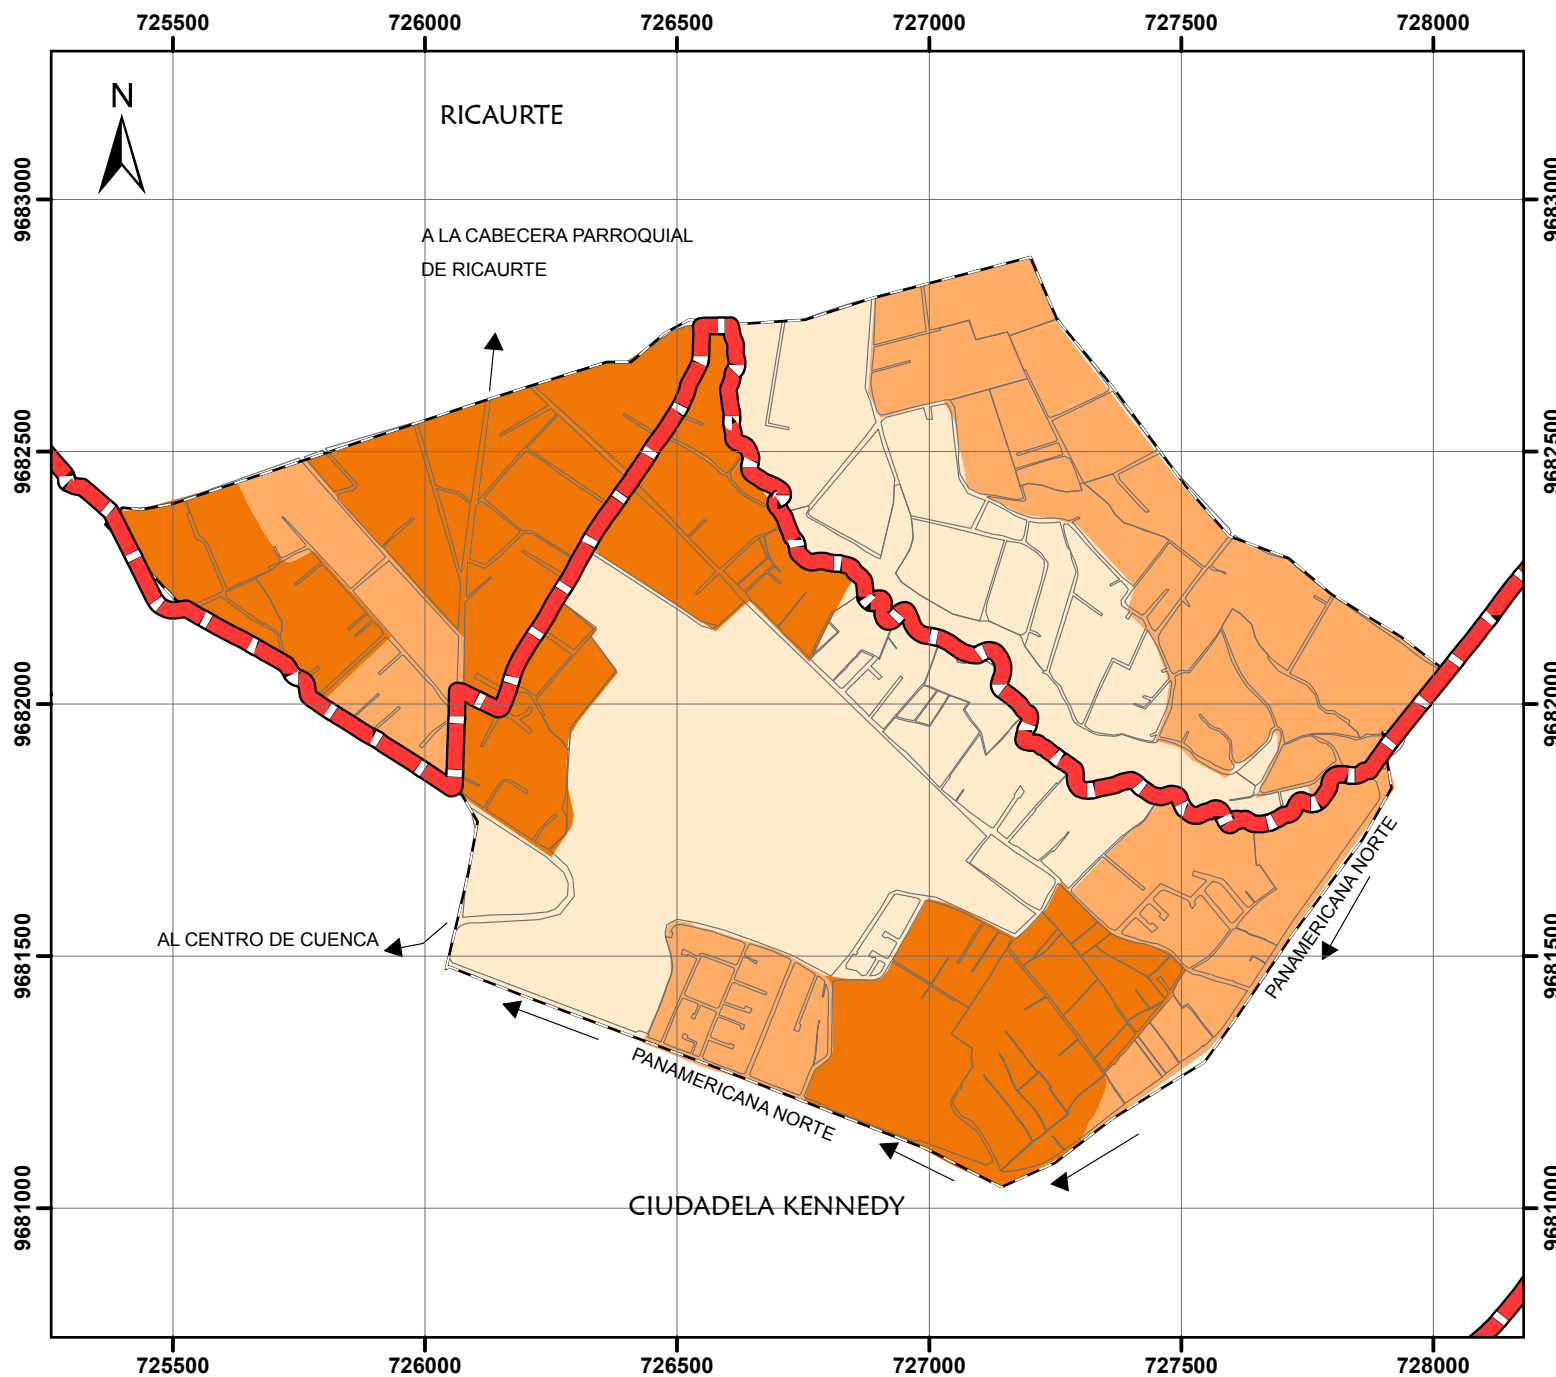 725500 726000 726500 727000 727500 728000
N
RICAURTE
9683000 9683000
A LA CABECERA PARROQUIAL
DE RICAURTE
9682500 9682500
9682000 9682000
PANAMERICANA NORTE
AL CENTRO DE CUENCA
9681500 9681500
PANAMERICANA NORTE
CIUDADELA KENNEDY
9681000 9681000
725500 726000 726500 727000 727500 728000